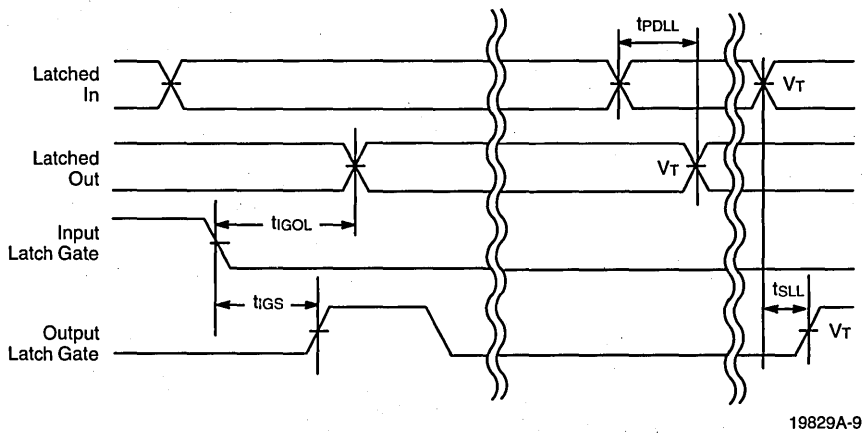 tPDLL
Latched
In
VT
Latched
Out
VT
tIGOL
Input
Latch Gate
tSLL
tIGS
Output
Latch Gate
VT
19829A-9